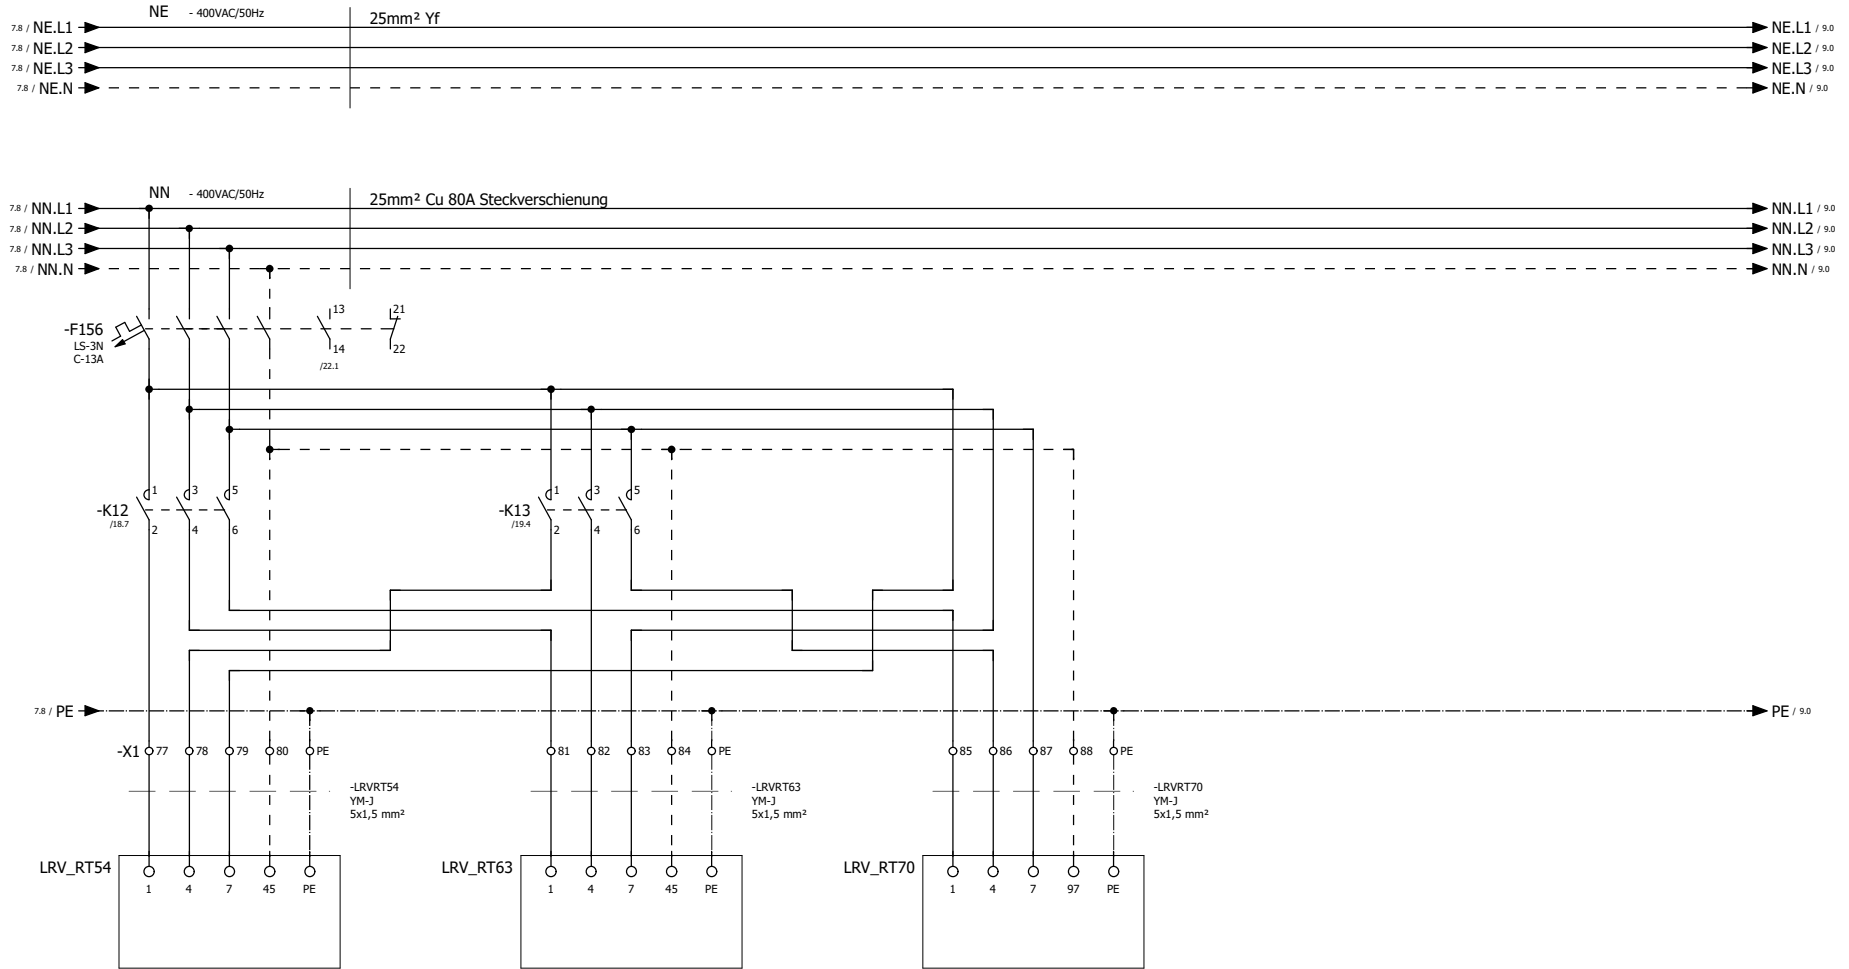 NE - 400VAC/50Hz 25mm² Yf
7.8 / NE.L1 NE.L1 / 9.0
7.8 / NE.L2 NE.L2 / 9.0
7.8 / NE.L3 NE.L3 / 9.0
7.8 / NE.N NE.N / 9.0
NN - 400VAC/50Hz 25mm² Cu 80A Steckverschienung
7.8 / NN.L1 NN.L1 / 9.0
7.8 / NN.L2 NN.L2 / 9.0
7.8 / NN.L3 NN.L3 / 9.0
7.8 / NN.N NN.N / 9.0
13 21
-F156
LS-3N 14 22
C-13A
/22.1
1 3 5 1 3 5
-K12 -K13
/18.7 /19.4
2 4 6 2 4 6
7.8 / PE PE / 9.0
-X1 77 78 79 80 PE 81 82 83 84 PE 85 86 87 88 PE
-LRVRT54 -LRVRT63 -LRVRT70
YM-J YM-J YM-J
5x1,5 mm² 5x1,5 mm² 5x1,5 mm²
LRV_RT54 LRV_RT63 LRV_RT70
1 4 7 45 PE 1 4 7 45 PE 1 4 7 97 PE